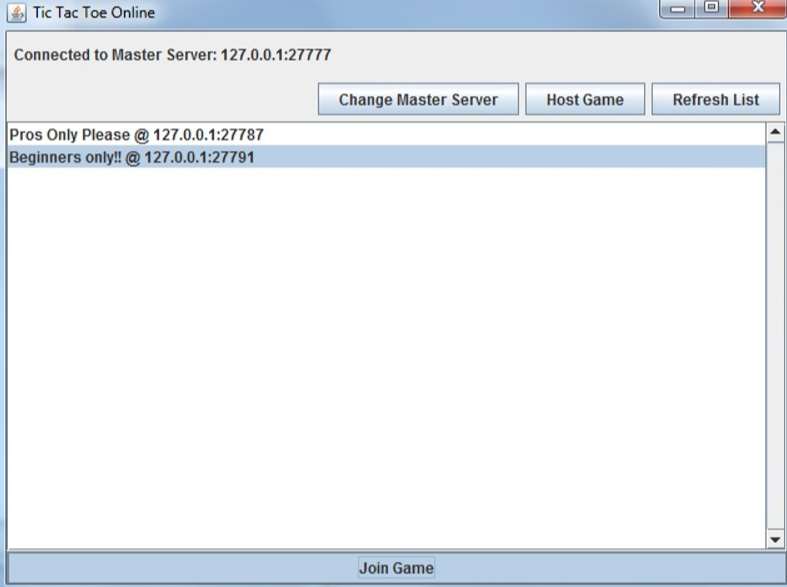 Tic Tac Toe Online
Connected to Master Server: 127.0.0.1:27777
Change Master Server Host Game Refresh List
Pros Only Please @ 127.0.0.1:27787
Beginners only!! @ 127.0.0.1:27791
Join Game